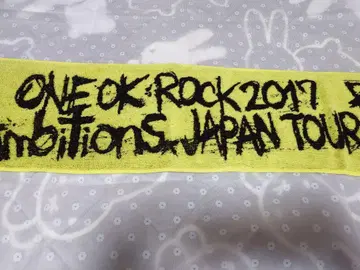 ONE OK ROCK 2017
mbitions JAPAN TOUR